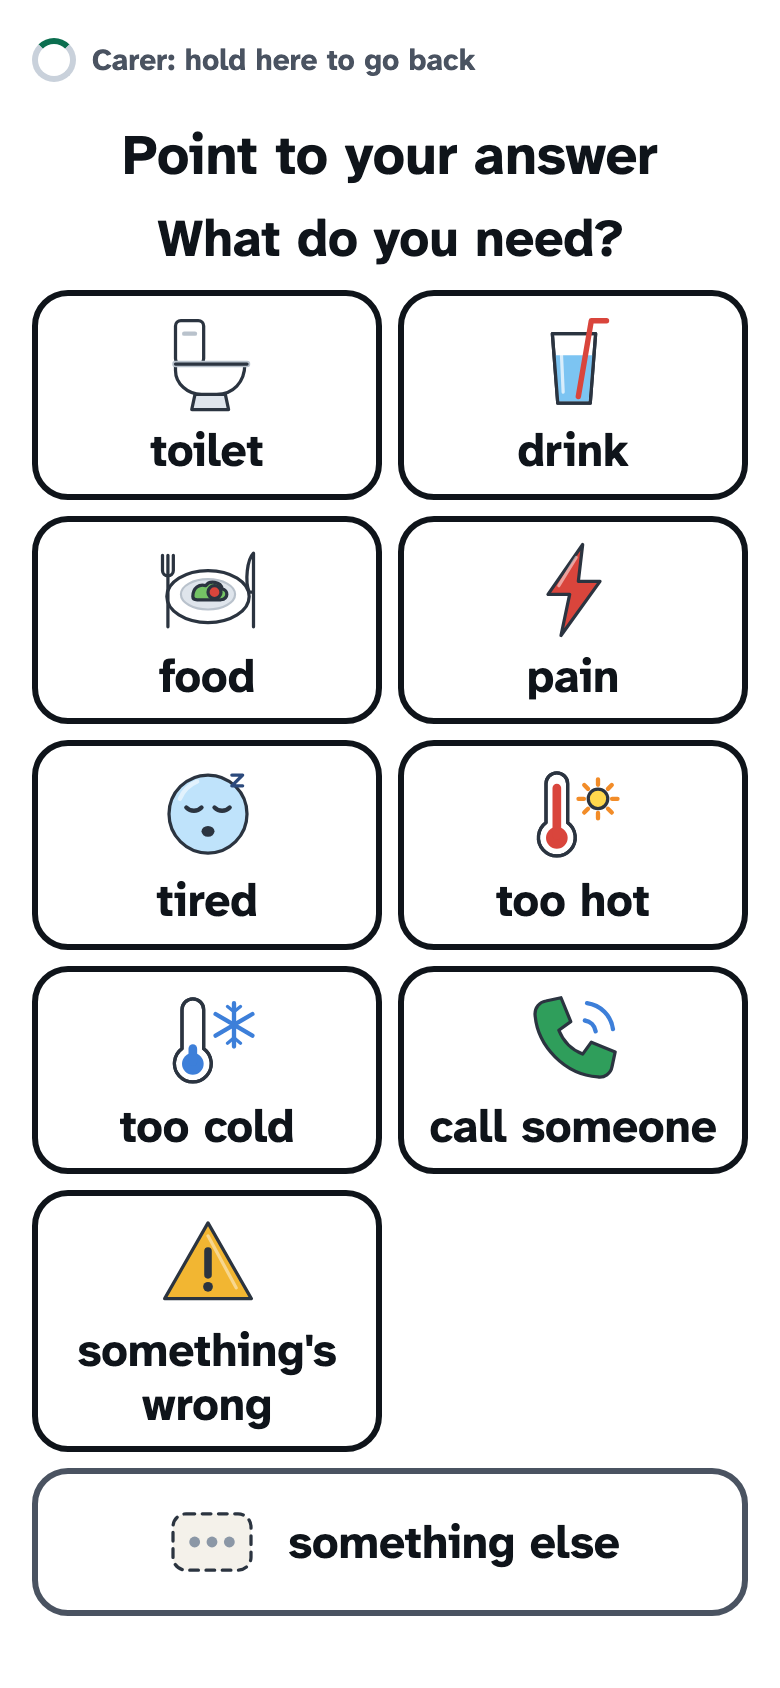 Carer: hold here to go back
Point to your answer
What do you need?
toilet
drink
food
pain
z
tired
too hot
too cold
call someone
something's
wrong
something else